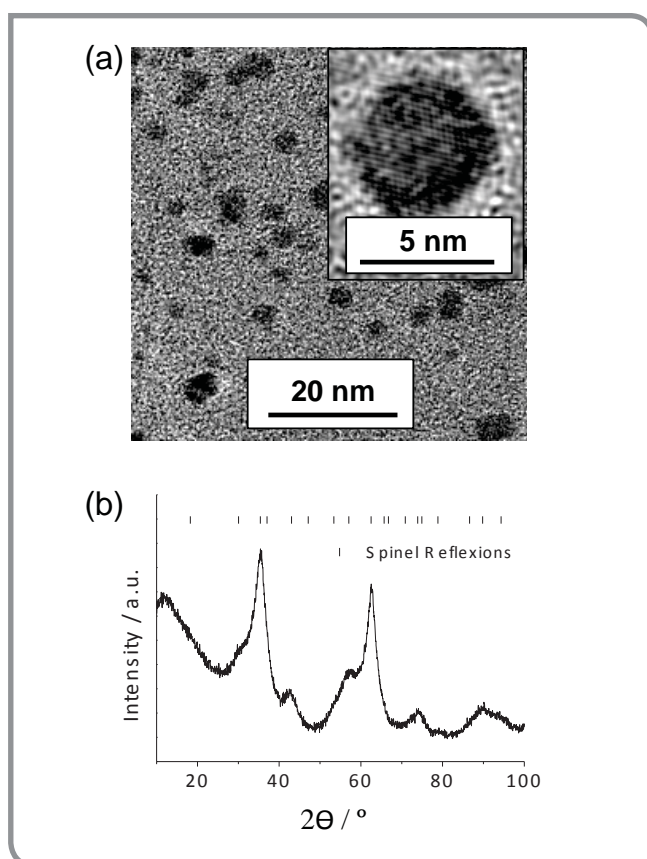 (a)
5 nm
20 nm
(b)
Spinel Reflexions
Intensity / a.u.
20 40 60 80 100
2Θ / °